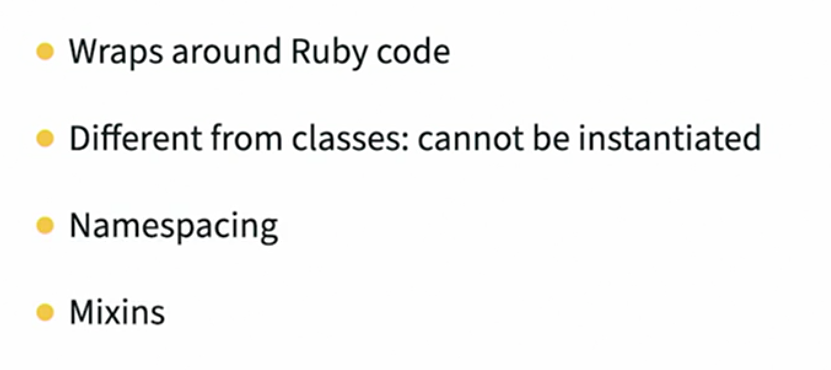 Wraps around Ruby code
Different from classes: cannot be instantiated
Namespacing
Mixins